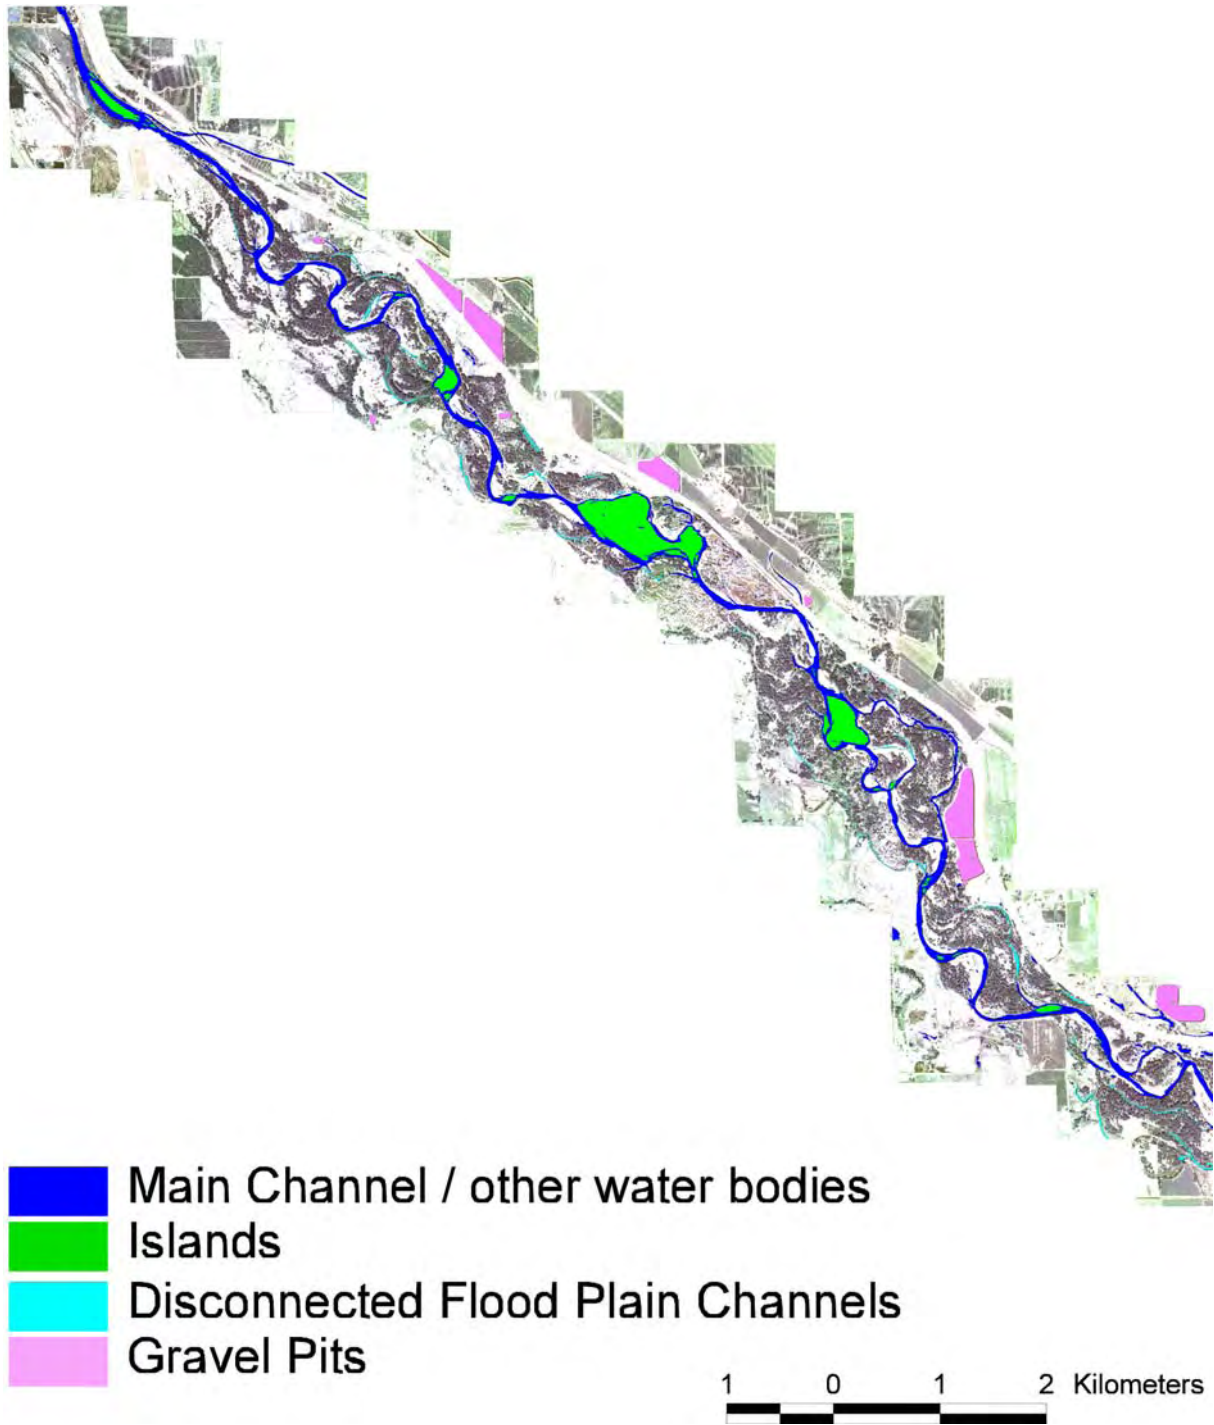 Main Channel / other water bodies
Islands
Disconnected Flood Plain Channels
Gravel Pits
1 0 1 2 Kilometers